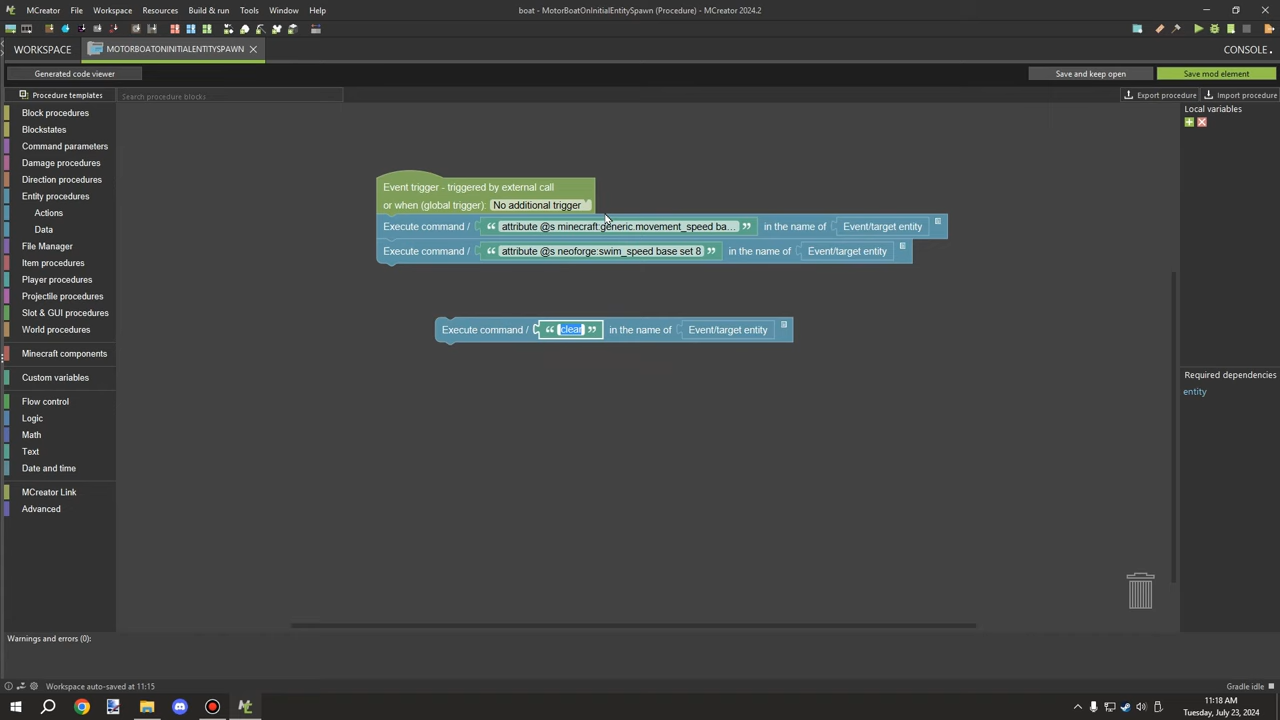 MCreator File Workspace Resources Build & run Tools Window Help
boat - MotorBoatOnInitialEntitySpawn (Procedure) - MCreator 2024.2
WORKSPACE
MOTORBOATONINITIALENTITYSPAWN
CONSOLE
Generated code viewer
Save and keep open
Save mod element
Procedure templates
Search procedure blocks
Export procedure
Import procedure
Block procedures
Blockstates
Command parameters
Damage procedures
Direction procedures
Entity procedures
Actions
Data
File Manager
Item procedures
Player procedures
Projectile procedures
Slot & GUI procedures
World procedures
Minecraft components
Custom variables
Flow control
Logic
Math
Text
Date and time
MCreator Link
Advanced
Event trigger - triggered by external call
or when (global trigger): No additional trigger
Execute command / “ attribute @s minecraft:generic.movement_speed ba... ” in the name of Event/target entity
Execute command / “ attribute @s neoforge:swim_speed base set 8 ” in the name of Event/target entity
Execute command / “ clear ” in the name of Event/target entity
Local variables
Required dependencies
entity
Warnings and errors (0):
Workspace auto-saved at 11:15
Gradle idle
11:18 AM
Tuesday, July 23, 2024